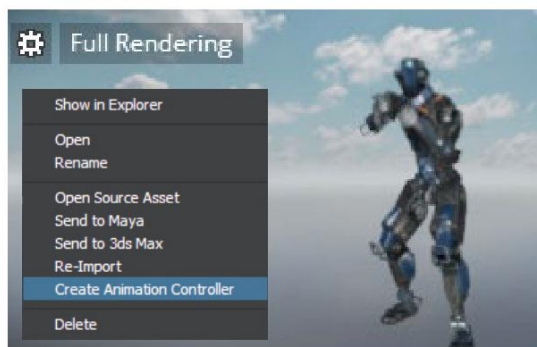 Full Rendering
Show in Explorer
Open
Rename
Open Source Asset
Send to Maya
Send to 3ds Max
Re-Import
Create Animation Controller
Delete